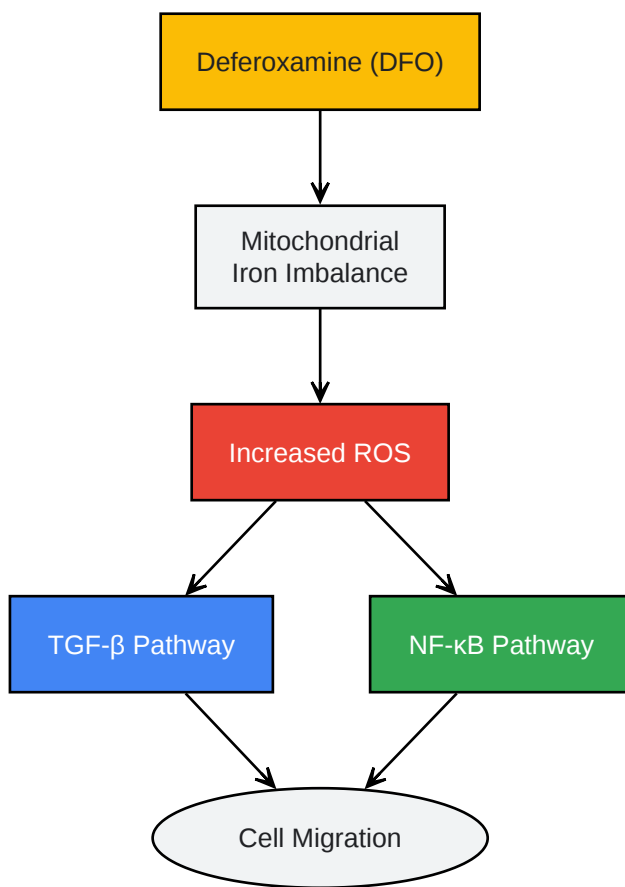 Deferoxamine (DFO)
Mitochondrial
Iron Imbalance
Increased ROS
TGF-β Pathway
NF-κB Pathway
Cell Migration